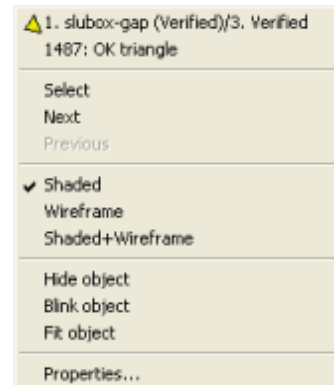 1. slubox-gap (Verified)/3. Verified
1487: OK triangle
Select
Next
Previous
Shaded
Wireframe
Shaded+Wireframe
Hide object
Blink object
Fit object
Properties...